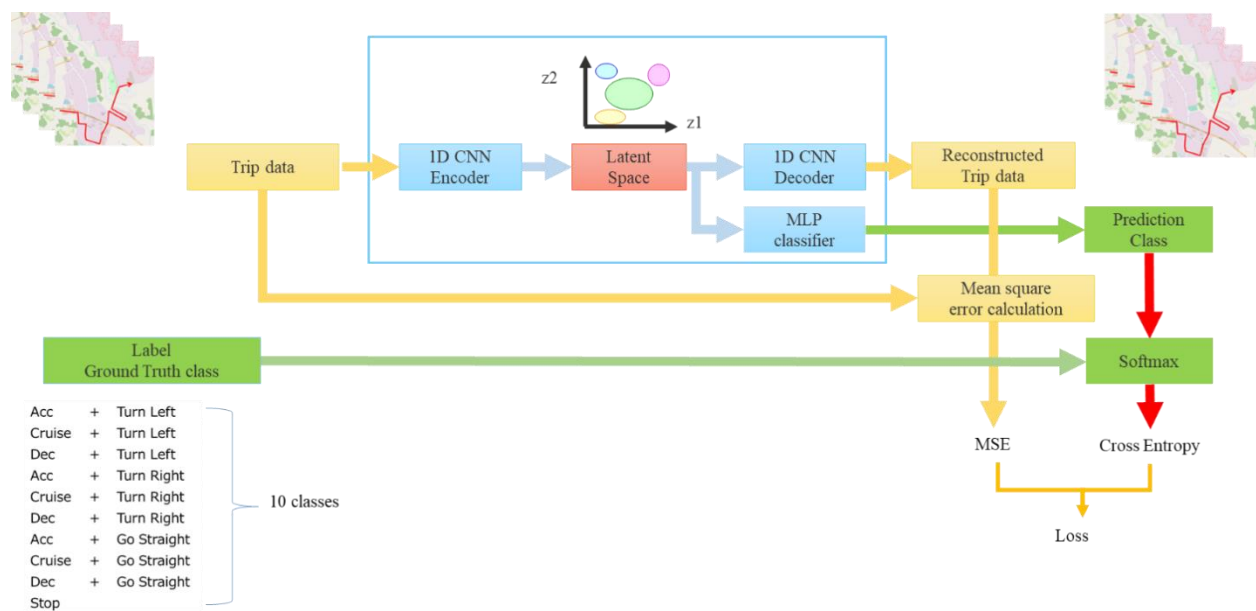 z2
z1
Trip data
1D CNN
Encoder
Latent
Space
1D CNN
Decoder
Reconstructed
Trip data
MLP
classifier
Prediction
Class
Mean square
error calculation
Label
Ground Truth class
Softmax
Acc + Turn Left
Cruise + Turn Left
Dec + Turn Left
Acc + Turn Right
Cruise + Turn Right
Dec + Turn Right
Acc + Go Straight
Cruise + Go Straight
Dec + Go Straight
Stop
10 classes
MSE
Cross Entropy
Loss